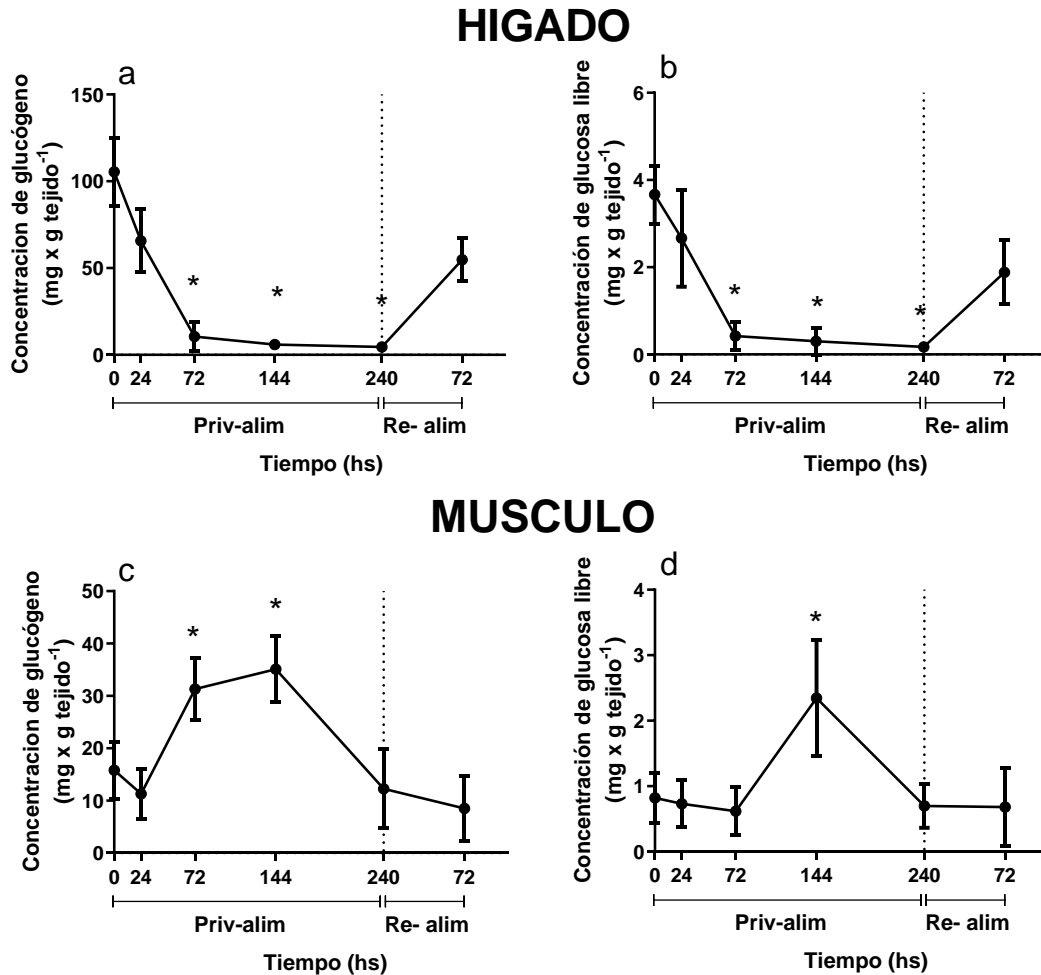 HIGADO
a
Concentracion de glucógeno
(mg x g tejido-1)
150
100
50
0
0 24 72 144 240 72
Priv-alim Re- alim
Tiempo (hs)
*
*
*
b
Concentración de glucosa libre
(mg x g tejido-1)
6
4
2
0
0 24 72 144 240 72
Priv-alim Re- alim
Tiempo (hs)
*
*
*
MUSCULO
c
Concentracion de glucógeno
(mg x g tejido-1)
50
40
30
20
10
0
0 24 72 144 240 72
Priv-alim Re- alim
Tiempo (hs)
*
*
d
Concentración de glucosa libre
(mg x g tejido-1)
4
3
2
1
0
0 24 72 144 240 72
Priv-alim Re- alim
Tiempo (hs)
*